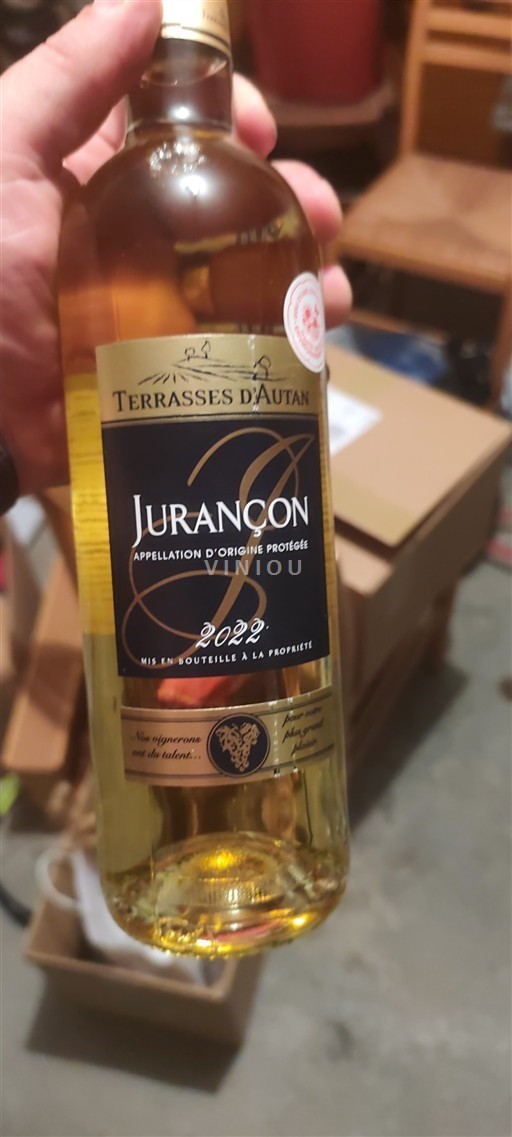 TERRASSES D'AUTAN
JURANÇON
APPELLATION D'ORIGINE PROTÉGÉE
VINIOU
2022
MIS EN BOUTEILLE À LA PROPRIÉTÉ
Nos vignerons
ont du talent...
pour votre
plus grand
plaisir